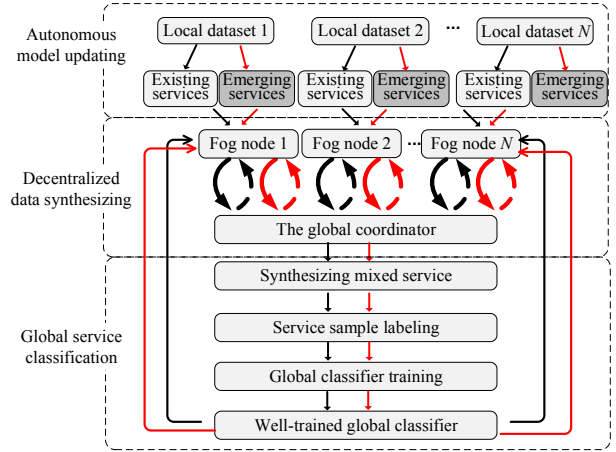 Autonomous
model updating
Local dataset 1
Local dataset 2
...
Local dataset N
Existing
services
Emerging
services
Existing
services
Emerging
services
Existing
services
Emerging
services
Decentralized
data synthesizing
Fog node 1
Fog node 2
...
Fog node N
The global coordinator
Global service
classification
Synthesizing mixed service
Service sample labeling
Global classifier training
Well-trained global classifier